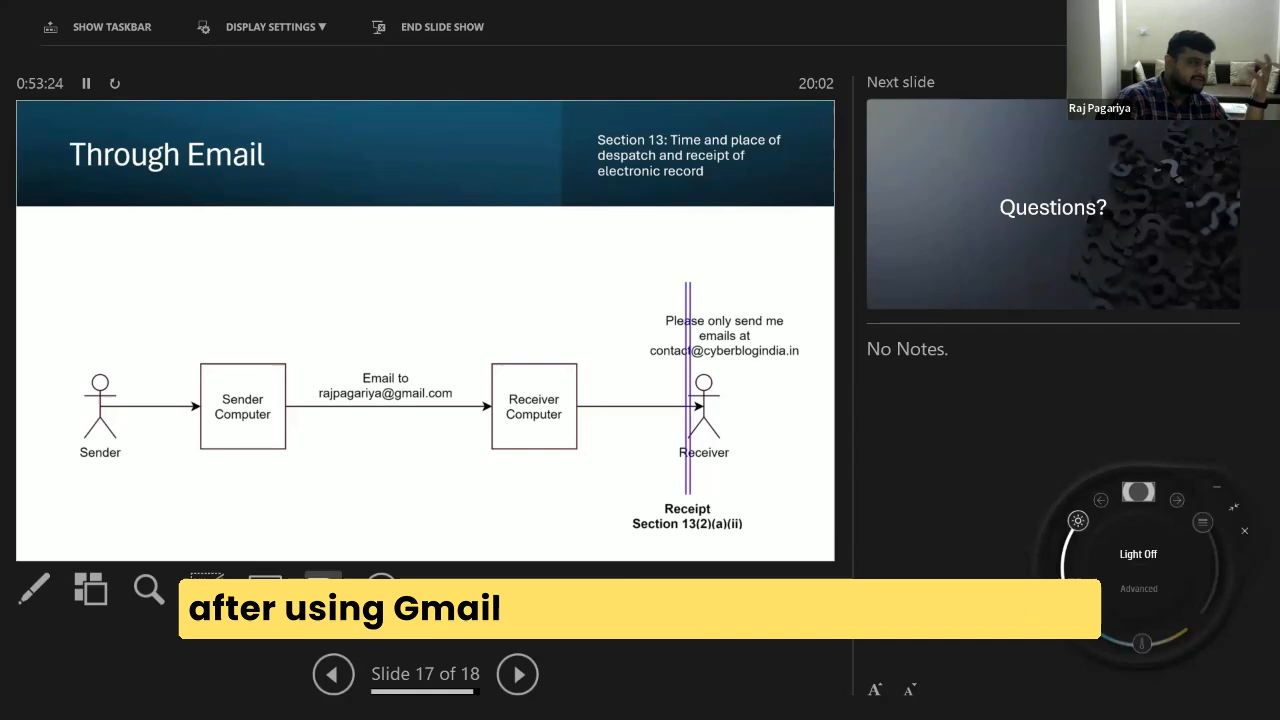 SHOW TASKBAR
DISPLAY SETTINGS ▼
END SLIDE SHOW
0:53:24
20:02
Next slide
Raj Pagariya
Through Email
Section 13: Time and place of
despatch and receipt of
electronic record
Questions?
Please only send me
emails at
contact@cyberblogindia.in
No Notes.
Email to
rajpagariya@gmail.com
Sender
Computer
Receiver
Computer
Sender
Receiver
Receipt
Section 13(2)(a)(ii)
Light Off
Advanced
after using Gmail
Slide 17 of 18
A A